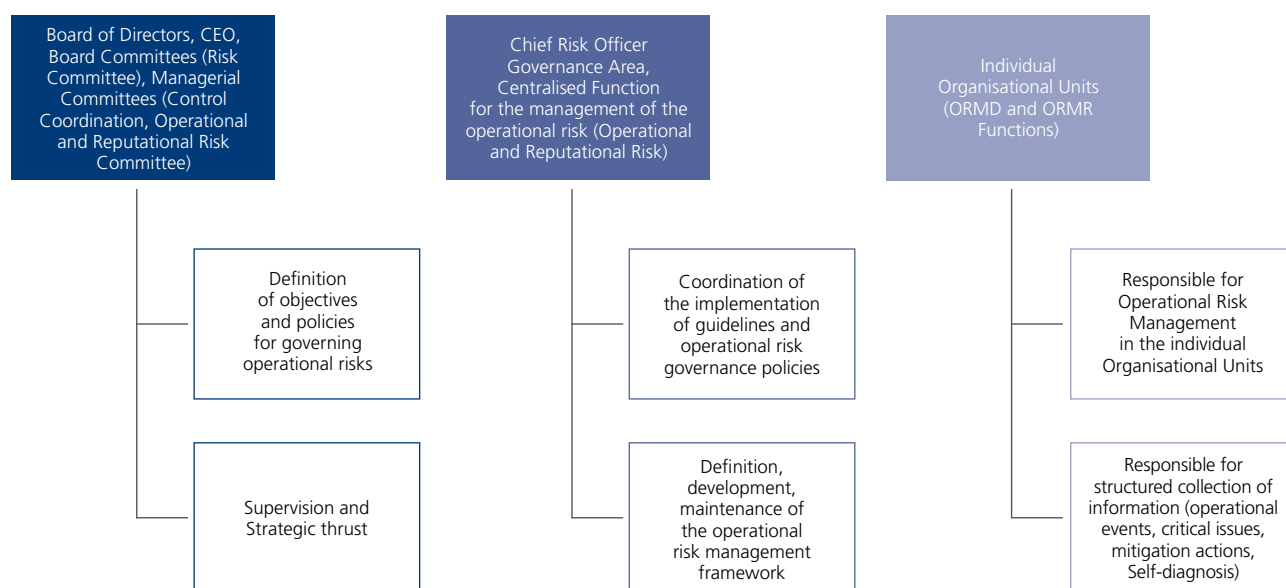 Board of Directors, CEO,
Board Committees (Risk
Committee), Managerial
Committees (Control
Coordination, Operational
and Reputational Risk
Committee)
Definition
of objectives
and policies
for governing
operational risks
Supervision and
Strategic thrust
Chief Risk Officer
Governance Area,
Centralised Function
for the management of the
operational risk (Operational
and Reputational Risk)
Coordination of
the implementation
of guidelines and
operational risk
governance policies
Definition,
development,
maintenance of
the operational
risk management
framework
Individual
Organisational Units
(ORMD and ORMR
Functions)
Responsible for
Operational Risk
Management
in the individual
Organisational Units
Responsible for
structured collection of
information (operational
events, critical issues,
mitigation actions,
Self-diagnosis)